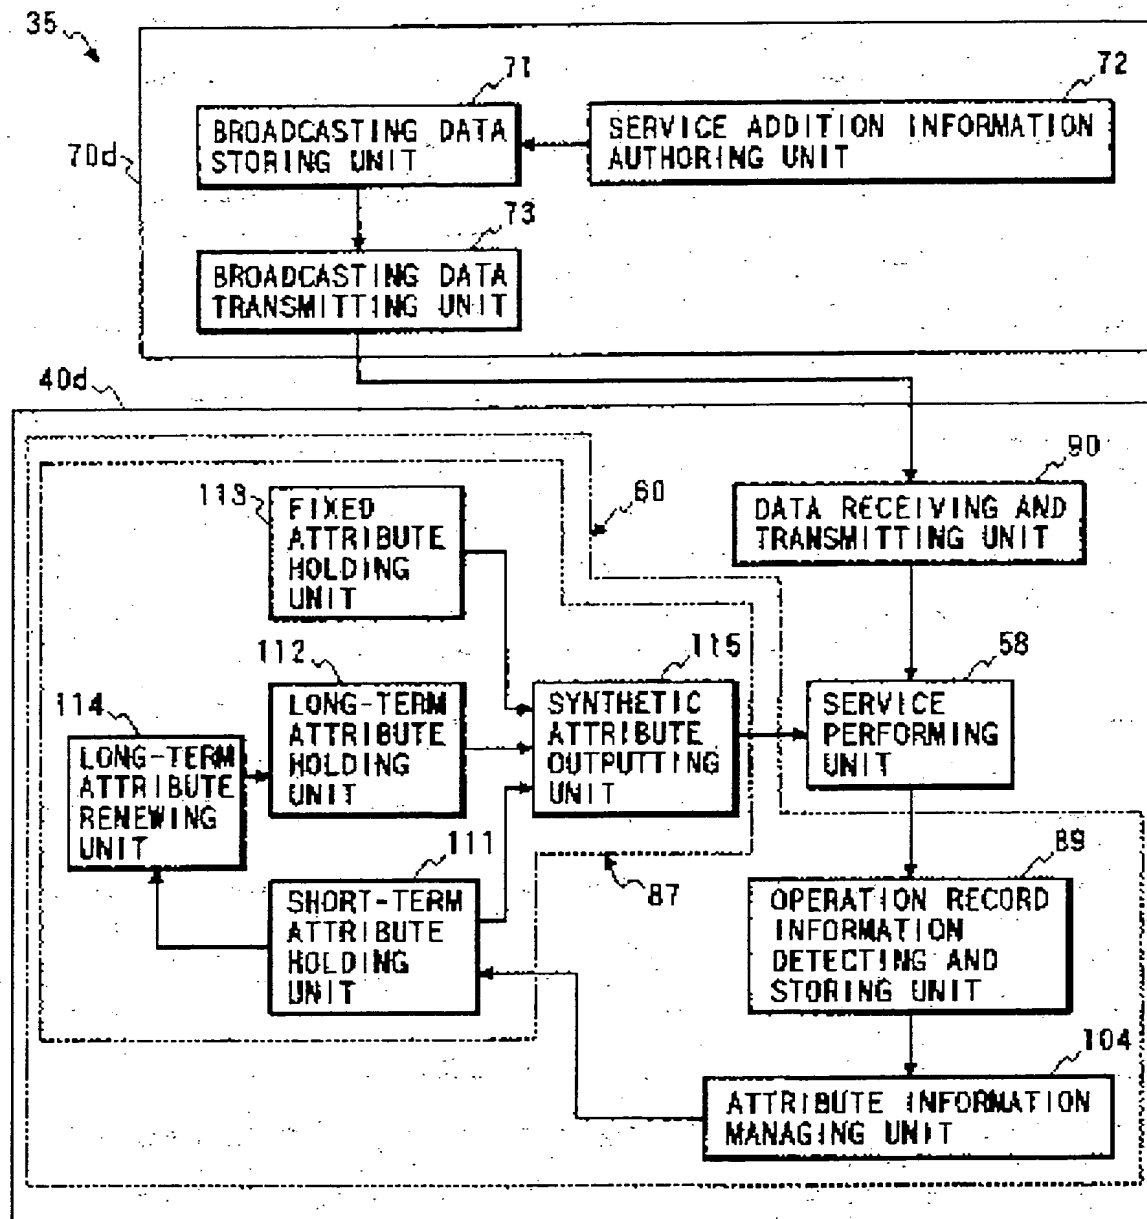 35
70d
71
BROADCASTING DATA
STORING UNIT
72
SERVICE ADDITION INFORMATION
AUTHORING UNIT
73
BROADCASTING DATA
TRANSMITTING UNIT
40d
113
FIXED
ATTRIBUTE
HOLDING
UNIT
60
90
DATA RECEIVING AND
TRANSMITTING UNIT
112
LONG-TERM
ATTRIBUTE
HOLDING
UNIT
115
SYNTHETIC
ATTRIBUTE
OUTPUTTING
UNIT
58
SERVICE
PERFORMING
UNIT
114
LONG-TERM
ATTRIBUTE
RENEWING
UNIT
111
SHORT-TERM
ATTRIBUTE
HOLDING
UNIT
87
89
OPERATION RECORD
INFORMATION
DETECTING AND
STORING UNIT
104
ATTRIBUTE INFORMATION
MANAGING UNIT